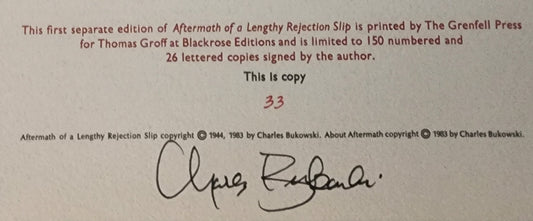 This first separate edition of Aftermath of a Lengthy Rejection Slip is printed by The Grenfell Press
for Thomas Groff at Blackrose Editions and is limited to 150 numbered and
26 lettered copies signed by the author.
This is copy
33
Aftermath of a Lengthy Rejection Slip copyright © 1944, 1983 by Charles Bukowski. About Aftermath copyright © 1983 by Charles Bukowski.
Charles Bukowski